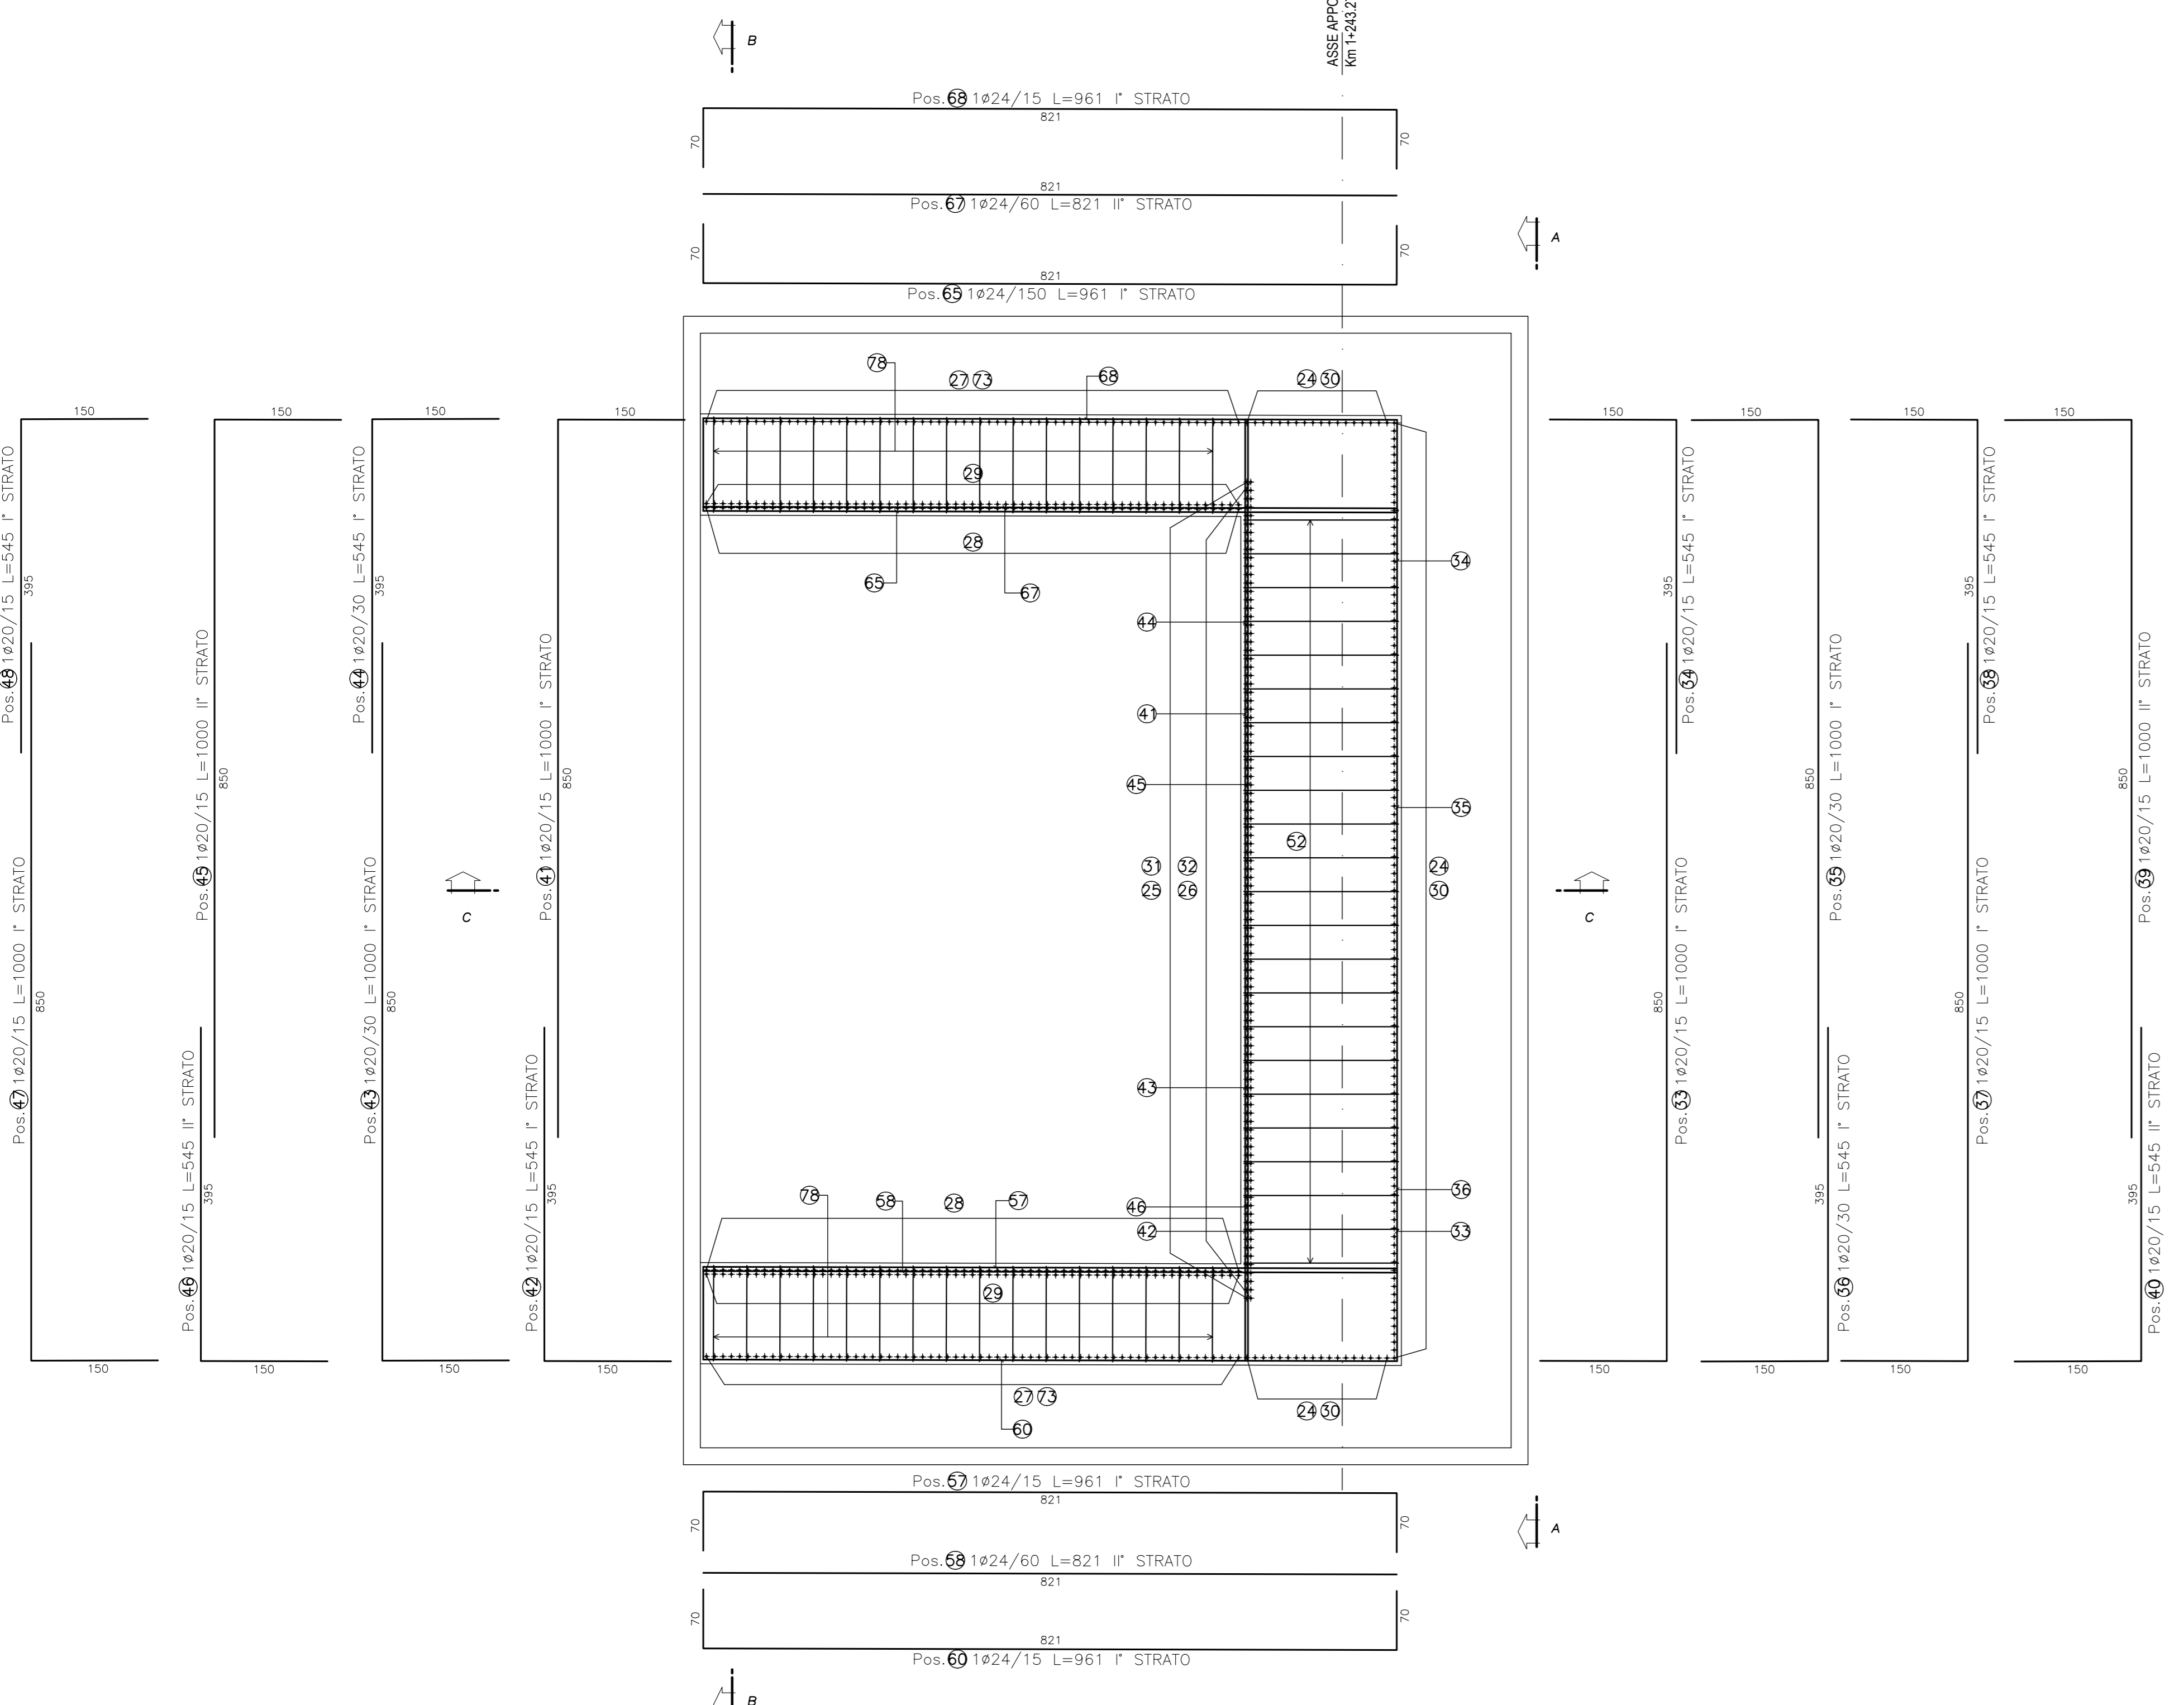 B
ASSE APPO
Km 1+243.2
Pos.68 1ø24/15 L=961 I° STRATO
821
70
70
821
Pos.67 1ø24/60 L=821 II° STRATO
70
70
821
Pos.65 1ø24/150 L=961 I° STRATO
A
78
27 73
68
24 30
29
28
65
67
34
44
41
45
35
52
31 32
25 26
24
30
43
36
46
42
33
78
58
28
57
29
27 73
60
24 30
150
Pos.48 1ø20/15 L=545 I° STRATO
395
Pos.47 1ø20/15 L=1000 I° STRATO
850
150
150
Pos.45 1ø20/15 L=1000 II° STRATO
850
Pos.46 1ø20/15 L=545 II° STRATO
395
150
150
Pos.44 1ø20/30 L=545 I° STRATO
395
Pos.43 1ø20/30 L=1000 I° STRATO
850
150
C
150
Pos.41 1ø20/15 L=1000 I° STRATO
850
Pos.42 1ø20/15 L=545 I° STRATO
395
150
C
150
395
Pos.34 1ø20/15 L=545 I° STRATO
850
Pos.33 1ø20/15 L=1000 I° STRATO
150
150
850
Pos.35 1ø20/30 L=1000 I° STRATO
395
Pos.36 1ø20/30 L=545 I° STRATO
150
150
395
Pos.38 1ø20/15 L=545 I° STRATO
850
Pos.37 1ø20/15 L=1000 I° STRATO
150
150
850
Pos.39 1ø20/15 L=1000 II° STRATO
395
Pos.40 1ø20/15 L=545 II° STRATO
150
Pos.57 1ø24/15 L=961 I° STRATO
821
70
70
A
Pos.58 1ø24/60 L=821 II° STRATO
821
70
70
821
Pos.60 1ø24/15 L=961 I° STRATO
B